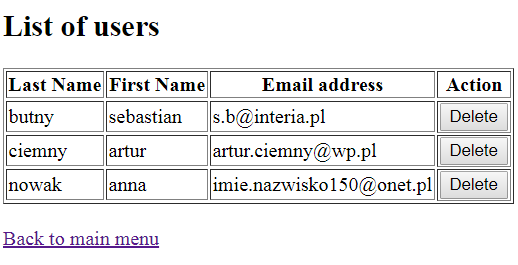 List of users
Last Name First Name Email address Action
butny sebastian s.b@interia.pl Delete
ciemny artur artur.ciemny@wp.pl Delete
nowak anna imie.nazwisko150@onet.pl Delete
Back to main menu